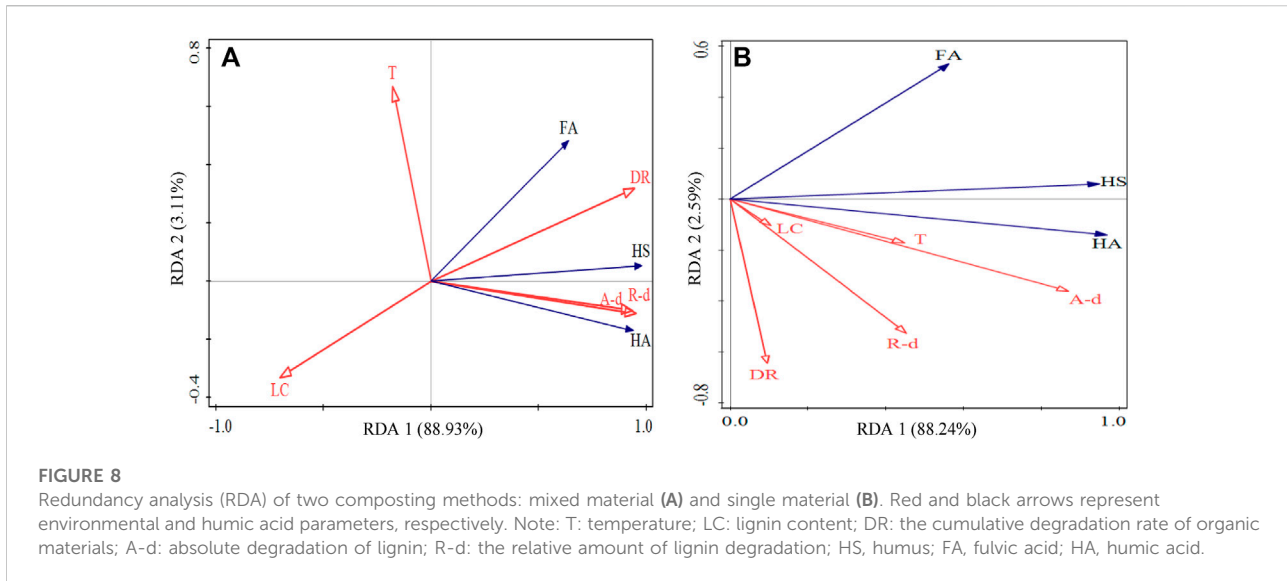 A
0.8
T
FA
DR
HS
A-d
R-d
HA
LC
-0.4
-1.0
1.0
RDA 1 (88.93%)
RDA 2 (3.11%)
B
0.6
FA
HS
HA
LC
T
A-d
R-d
DR
-0.8
0.0
1.0
RDA 1 (88.24%)
RDA 2 (2.59%)
FIGURE 8
Redundancy analysis (RDA) of two composting methods: mixed material (A) and single material (B). Red and black arrows represent
environmental and humic acid parameters, respectively. Note: T: temperature; LC: lignin content; DR: the cumulative degradation rate of organic
materials; A-d: absolute degradation of lignin; R-d: the relative amount of lignin degradation; HS, humus; FA, fulvic acid; HA, humic acid.